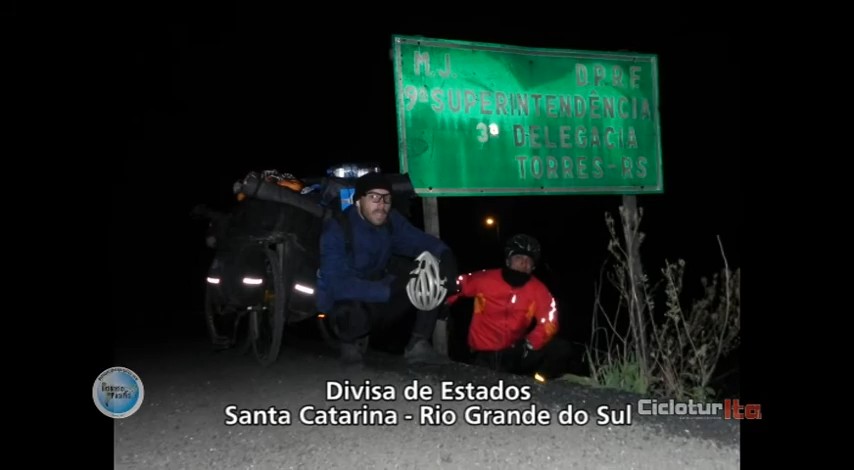 M.J. D.P.R.F
9ª SUPERINTENDÊNCIA
3ª DELEGACIA
TORRES-RS
Divisa de Estados
Santa Catarina - Rio Grande do Sul
CicloturIta